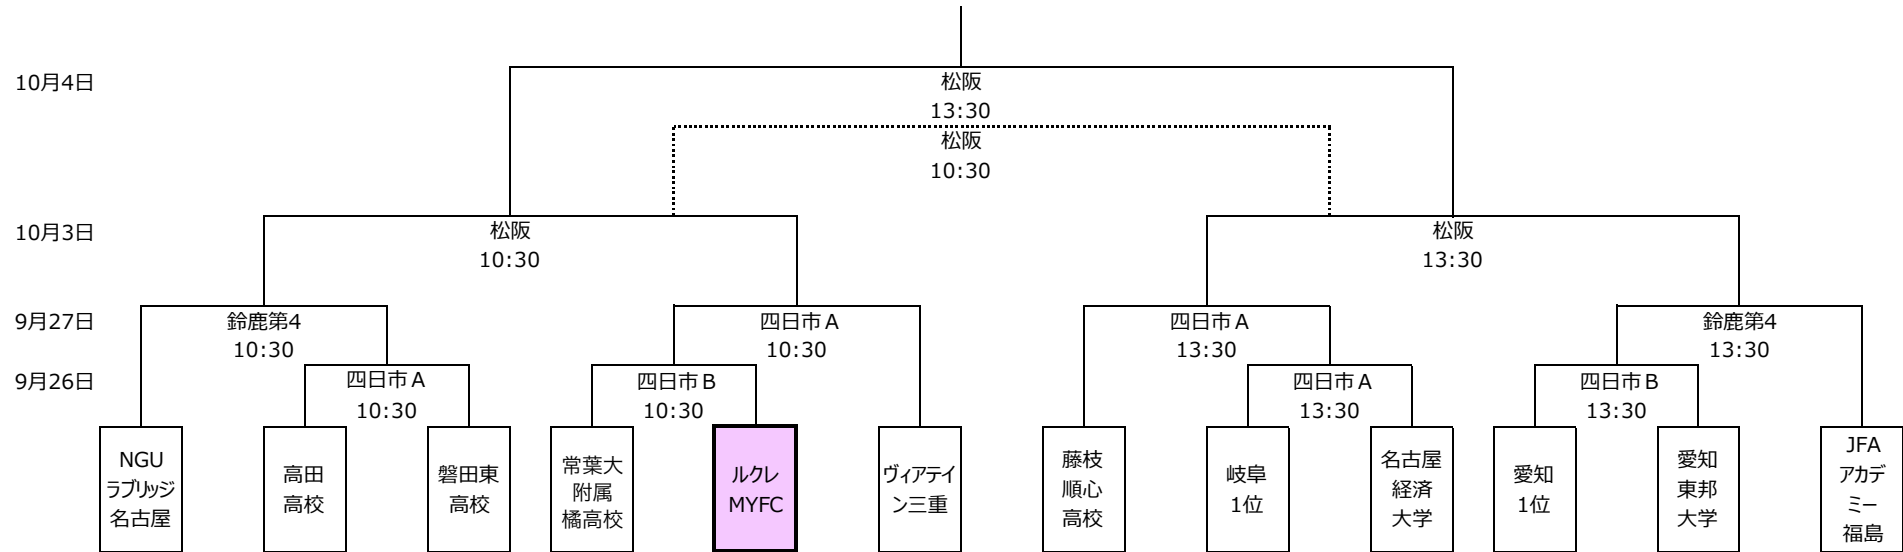 10月4日
松阪
13:30
松阪
10:30
10月3日
松阪
10:30
松阪
13:30
9月27日
鈴鹿第4
10:30
四日市A
10:30
四日市A
13:30
鈴鹿第4
13:30
9月26日
四日市A
10:30
四日市B
10:30
四日市A
13:30
四日市B
13:30
NGU
ラブリッジ
名古屋
高田
高校
磐田東
高校
常葉大
附属
橘高校
ルクレ
MYFC
ヴィアテイ
ン三重
藤枝
順心
高校
岐阜
1位
名古屋
経済
大学
愛知
1位
愛知
東邦
大学
JFA
アカデ
ミー
福島